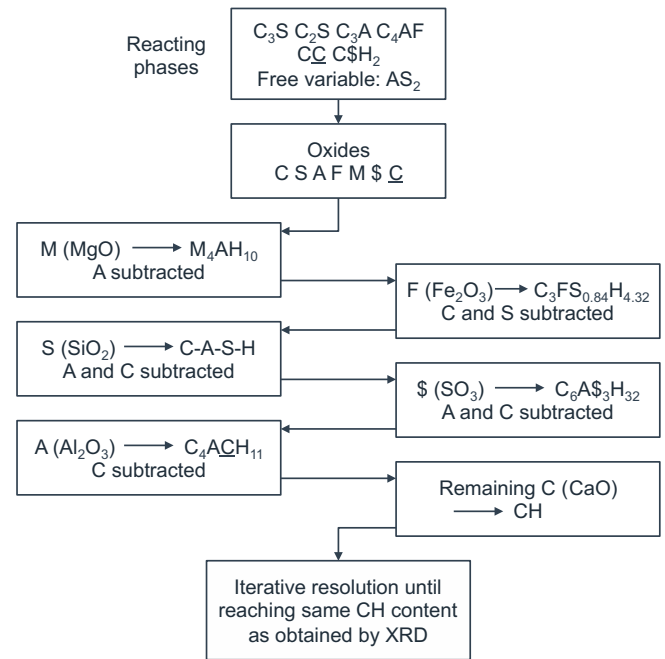 Reacting
phases
C₃S C₂S C₃A C₄AF
CC̲ C$H₂
Free variable: AS₂
Oxides
C S A F M $ C̲
M (MgO) ⟶ M₄AH₁₀
A subtracted
F (Fe₂O₃) ⟶ C₃FS₀.₈₄H₄.₃₂
C and S subtracted
S (SiO₂) ⟶ C-A-S-H
A and C subtracted
$ (SO₃) ⟶ C₆A$₃H₃₂
A and C subtracted
A (Al₂O₃) ⟶ C₄AC̲H₁₁
C subtracted
Remaining C (CaO)
⟶ CH
Iterative resolution until
reaching same CH content
as obtained by XRD